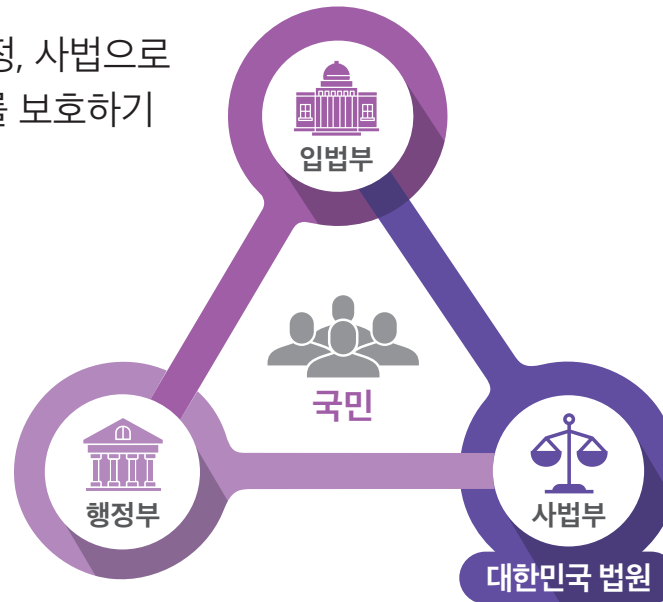 정, 사법으로
를 보호하기
입법부
국민
행정부
사법부
대한민국 법원